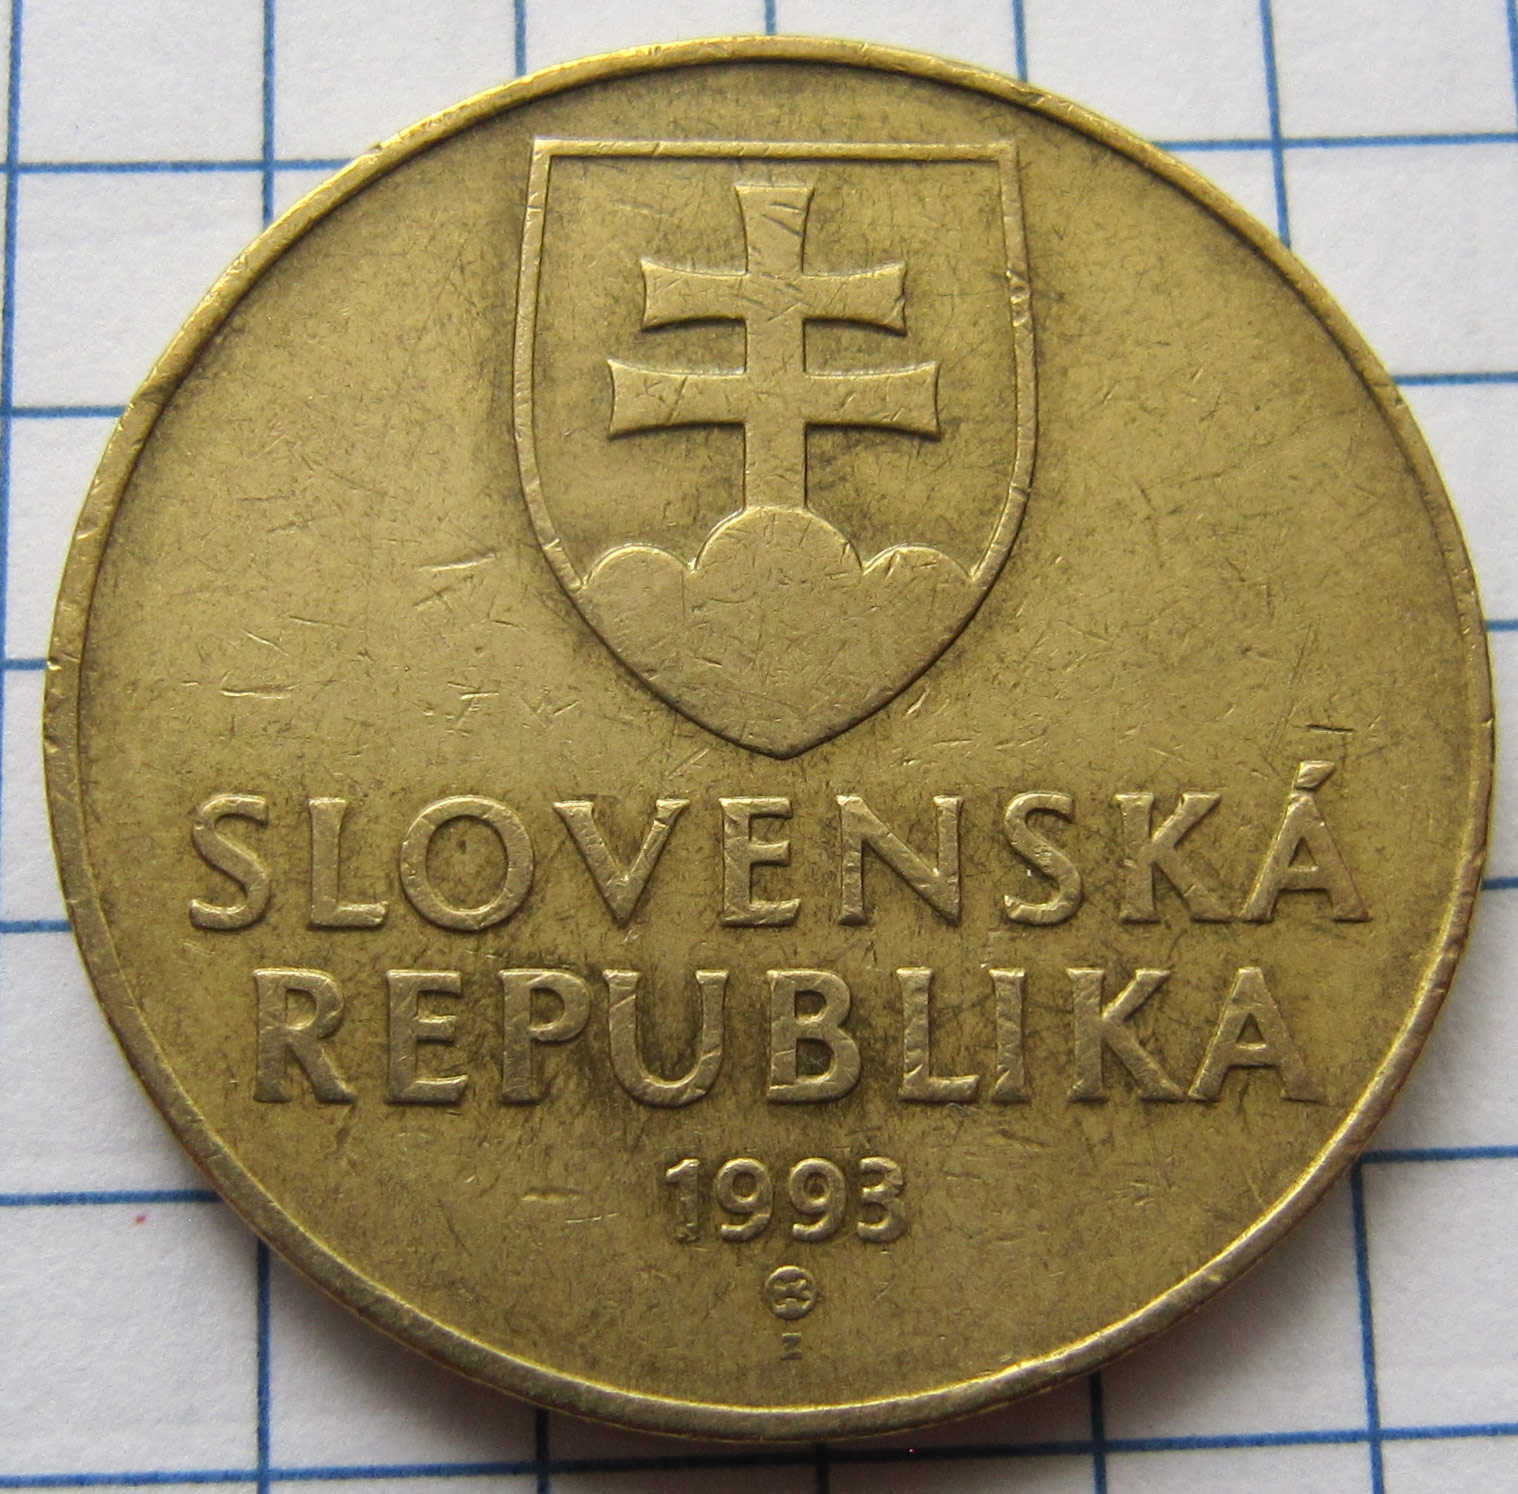 SLOVENSKÁ
REPUBLIKA
1993
Z